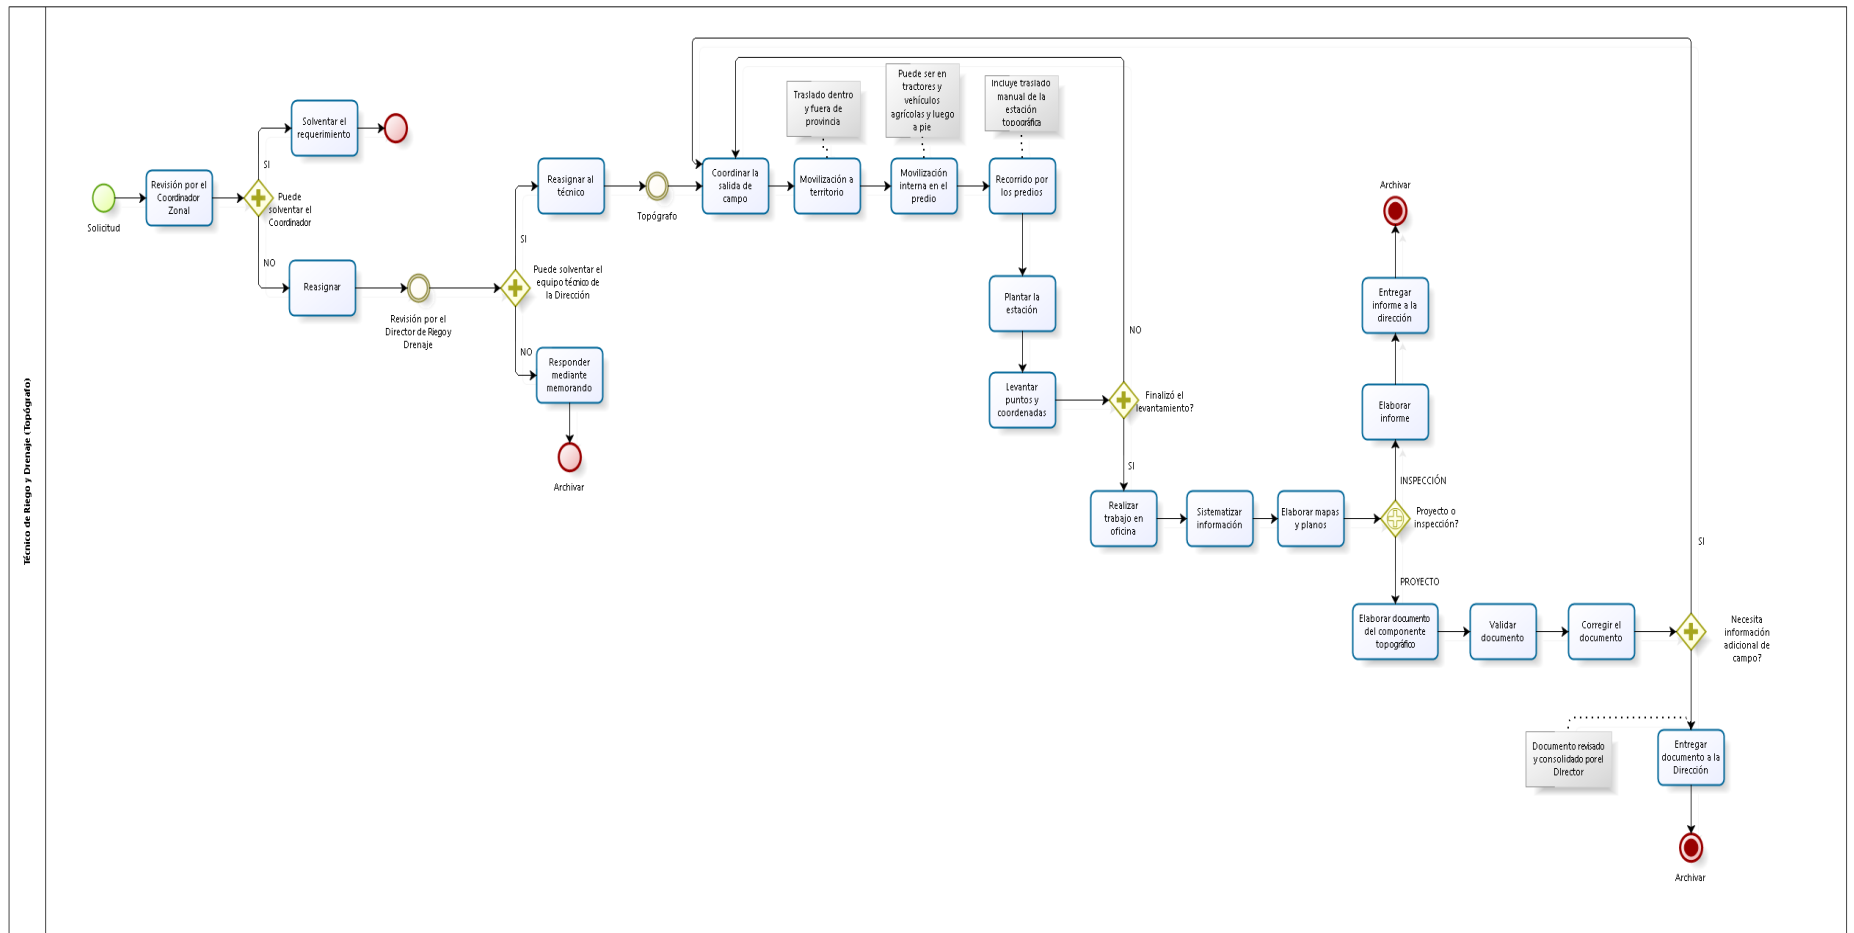 Técnico de Riego y Drenaje (Topógrafo)
Solicitud
Revisión por el
Coordinador
Zonal
Puede
solventar el
Coordinador
SI
NO
Solventar el
requerimiento
Reasignar
Revisión por el
Director de Riego y
Drenaje
Puede solventar el
equipo técnico de
la Dirección
SI
NO
Reasignar al
técnico
Responder
mediante
memorando
Archivar
Topógrafo
Coordinar la
salida de
campo
Traslado dentro
y fuera de
provincia
Movilización a
territorio
Puede ser en
tractores y
vehículos
agrícolas y luego
a pie
Movilización
interna en el
predio
Incluye traslado
manual de la
estación
topográfica
Recorrido por
los predios
Plantar la
estación
Levantar
puntos y
coordenadas
Finalizó el
levantamiento?
NO
SI
Realizar
trabajo en
oficina
Sistematizar
información
Elaborar mapas
y planos
Proyecto o
inspección?
INSPECCIÓN
Elaborar
informe
Entregar
informe a la
dirección
Archivar
PROYECTO
Elaborar documento
del componente
topográfico
Validar
documento
Corregir el
documento
Necesita
información
adicional de
campo?
SI
Documento revisado
y consolidado por el
DIrector
Entregar
documento a la
Dirección
Archivar